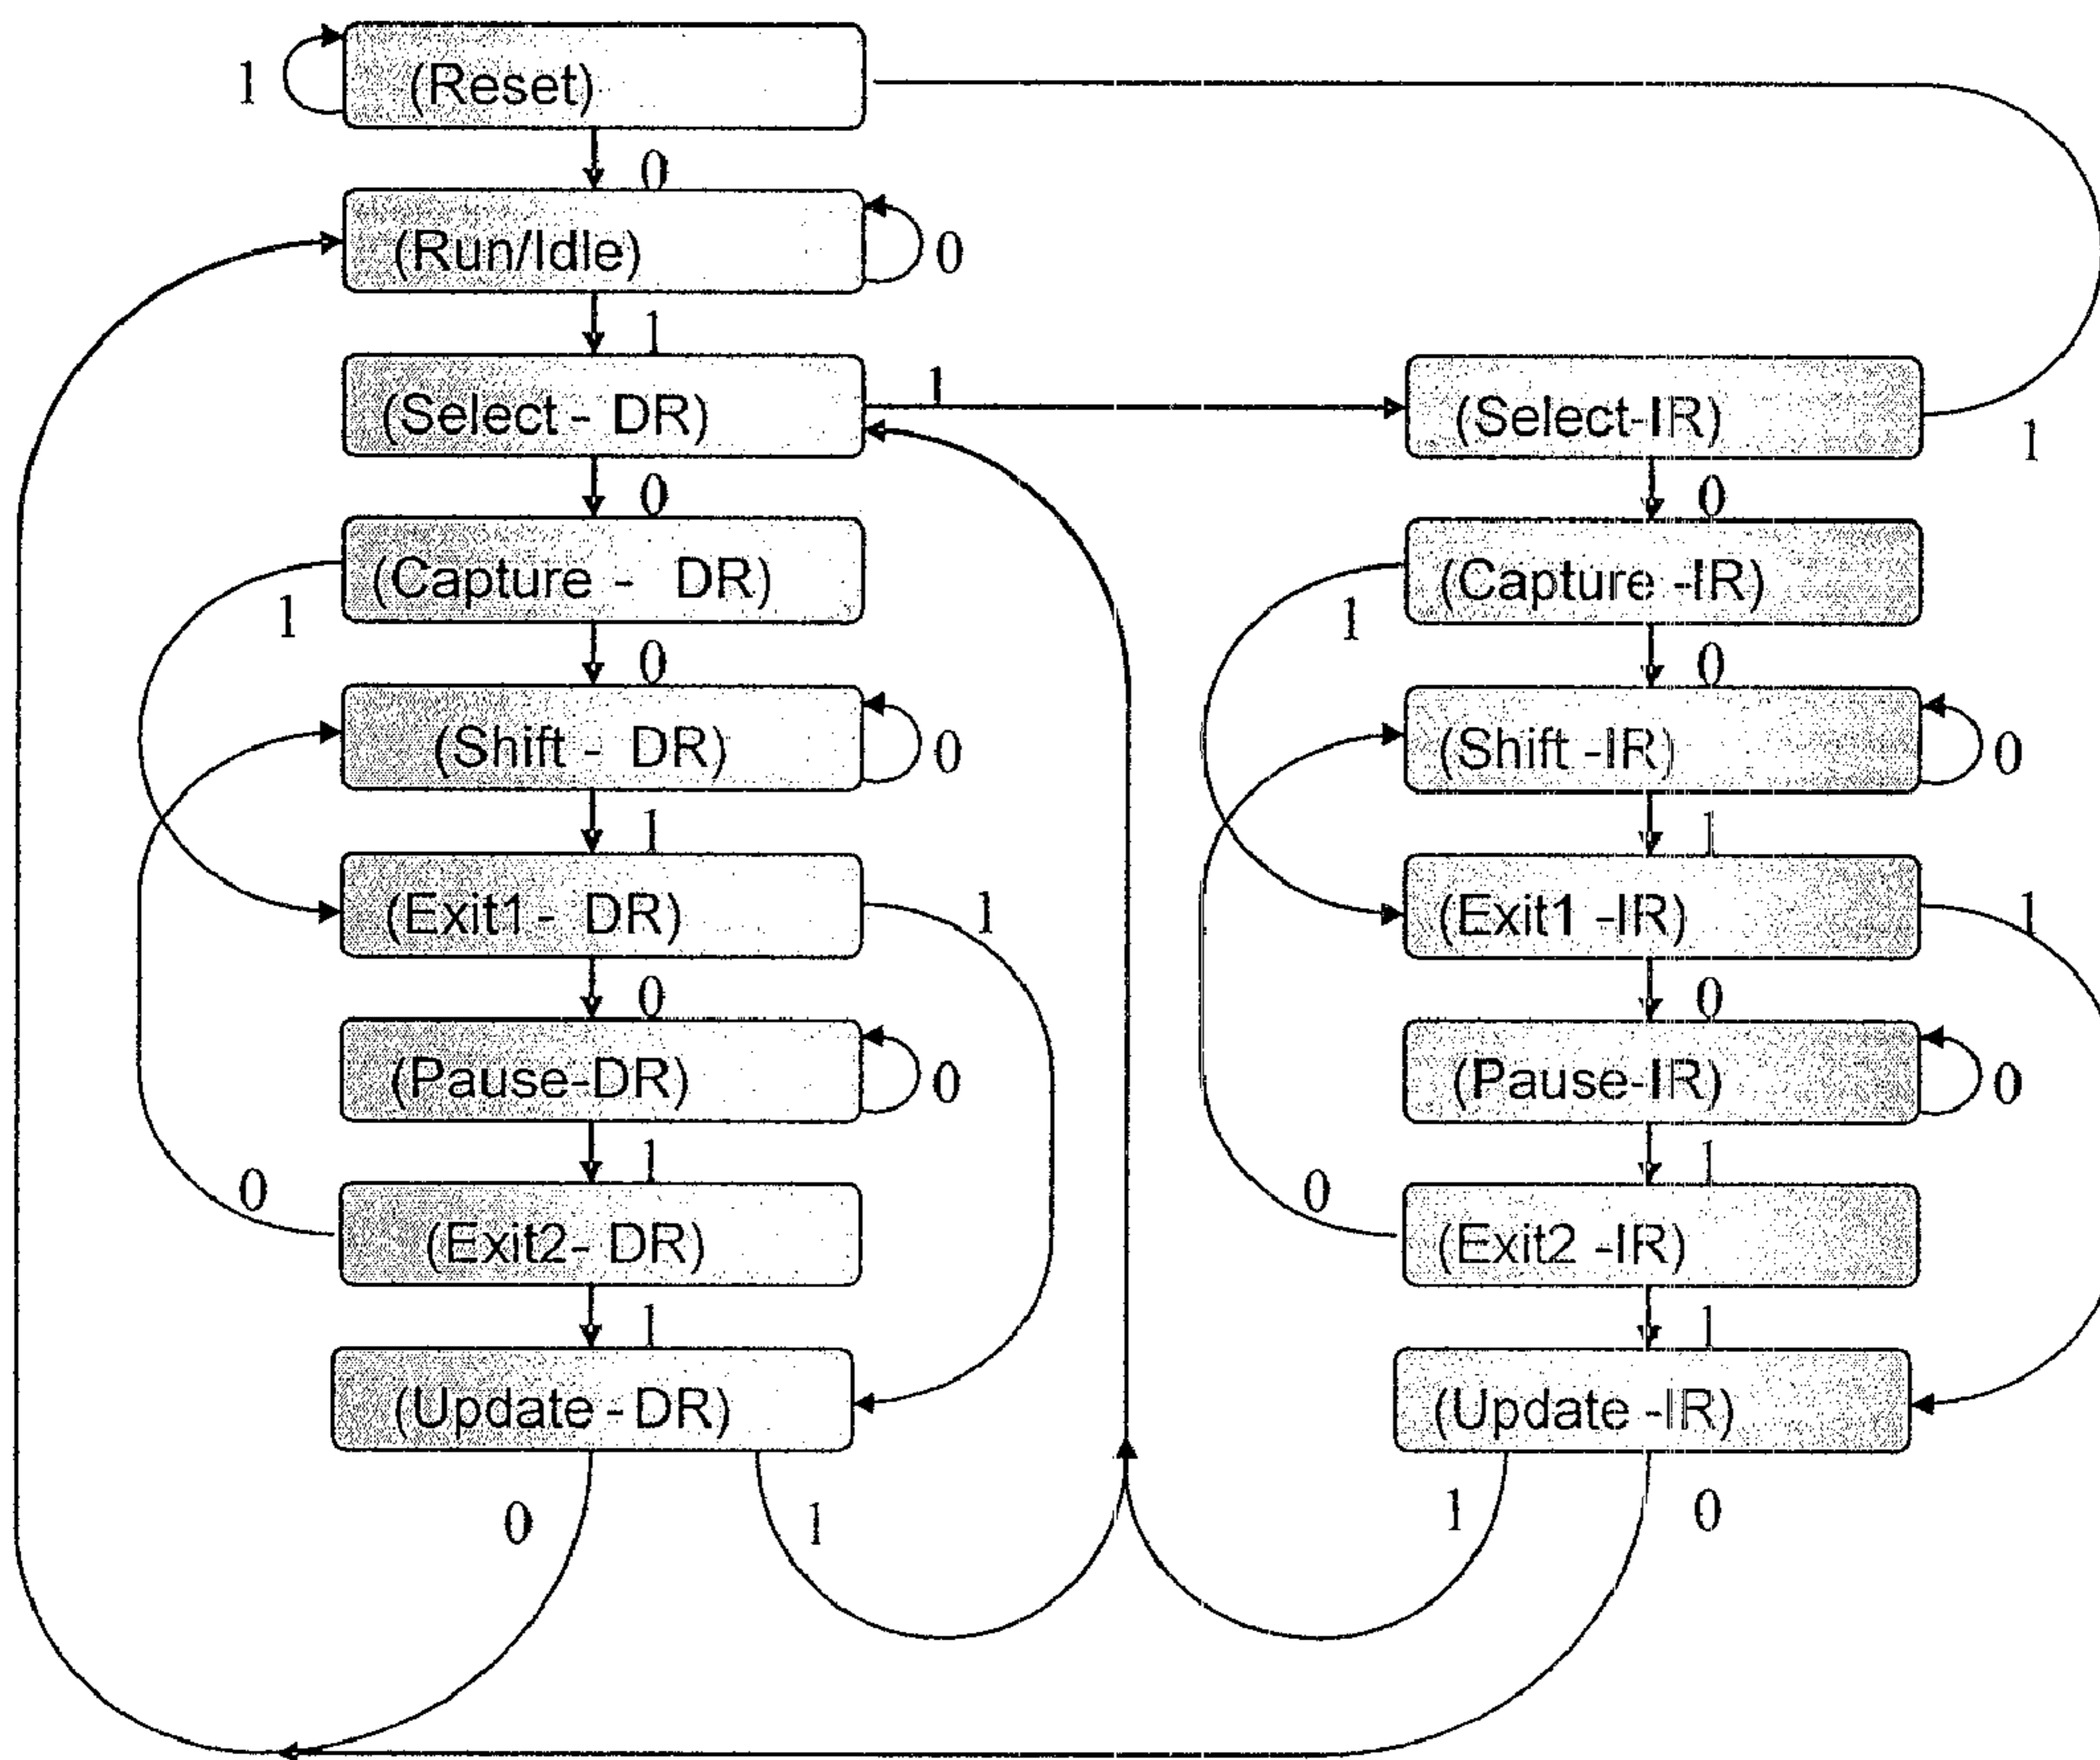 (Reset)
1
0
(Run/Idle)
0
1
(Select - DR)
1
0
(Capture - DR)
1
0
(Shift - DR)
0
1
(Exit1 - DR)
1
0
(Pause-DR)
0
1
(Exit2- DR)
0
1
(Update - DR)
0
1
(Select-IR)
1
0
(Capture -IR)
1
0
(Shift -IR)
0
1
(Exit1 -IR)
1
0
(Pause-IR)
0
1
(Exit2 -IR)
0
1
(Update -IR)
1
0